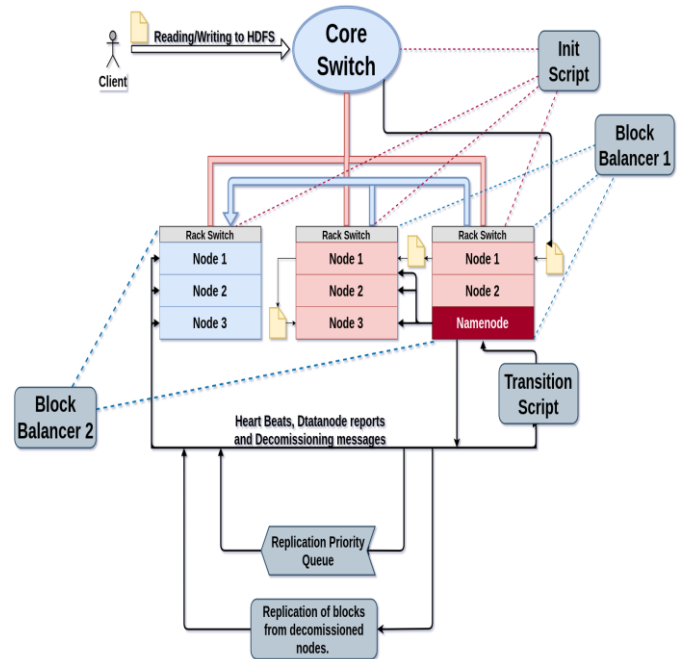 Core
Switch
Reading/Writing to HDFS
Client
Init
Script
Block
Balancer 1
Rack Switch
Node 1
Node 2
Node 3
Rack Switch
Node 1
Node 2
Node 3
Rack Switch
Node 1
Node 2
Namenode
Transition
Script
Block
Balancer 2
Heart Beats, Dtatanode reports
and Decomissioning messages
Replication Priority
Queue
Replication of blocks
from decomissioned
nodes.